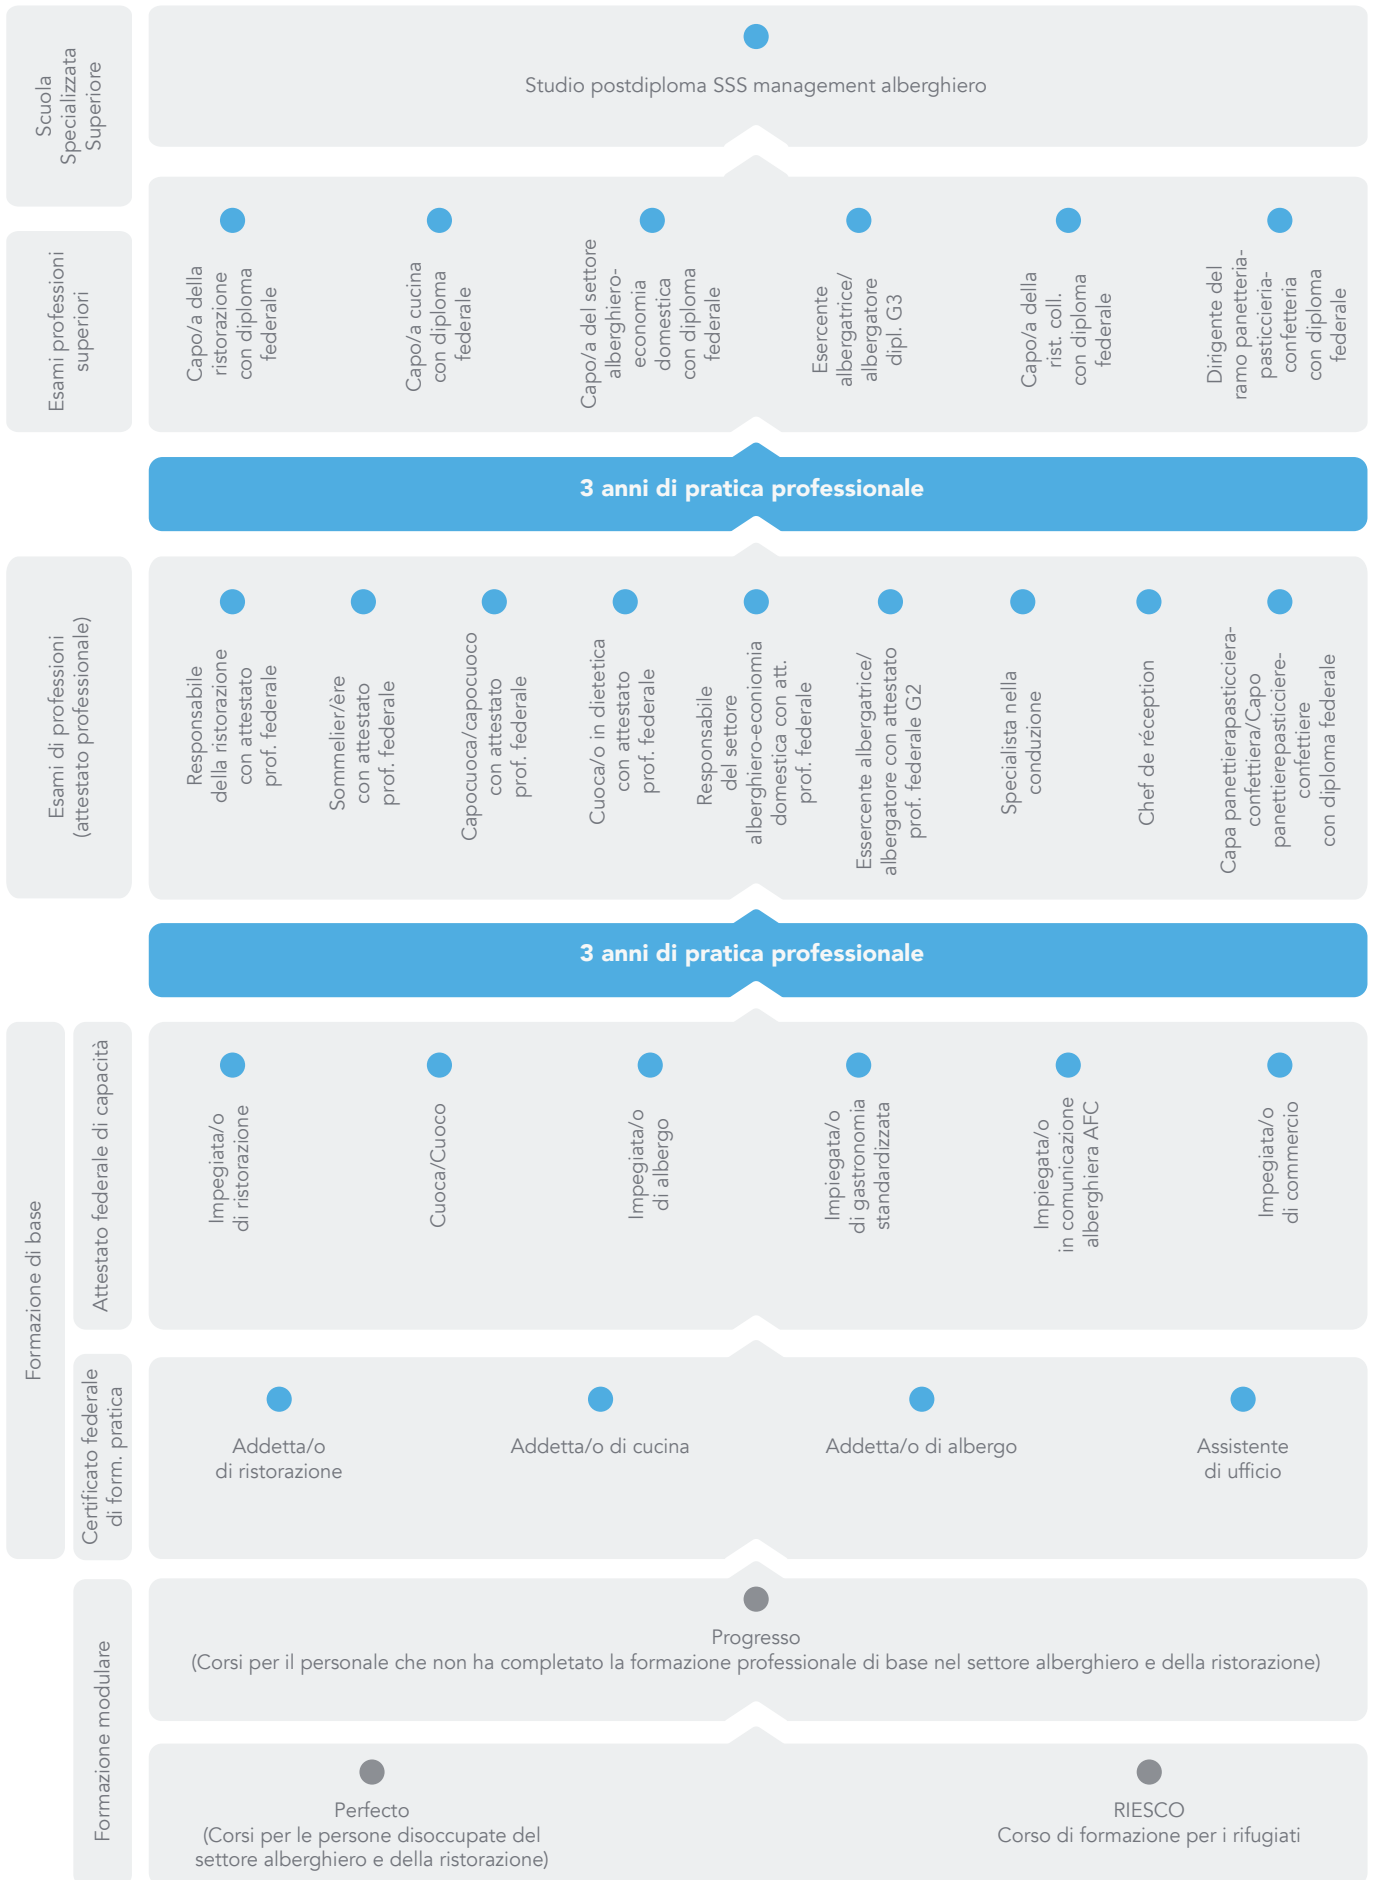 Scuola
Specializzata
Superiore
Studio postdiploma SSS management alberghiero
Esami professioni
superiori
Capo/a della
ristorazione
con diploma
federale
Capo/a cucina
con diploma
federale
Capo/a del settore
alberghiero-
economia
domestica
con diploma
federale
Esercente
albergatrice/
albergatore
dipl. G3
Capo/a della
rist. coll.
con diploma
federale
Dirigente del
ramo panetteria-
pasticcieria-
confetteria
con diploma
federale
3 anni di pratica professionale
Esami di professioni
(attestato professionale)
Responsabile
della ristorazione
con attestato
prof. federale
Sommelier/ère
con attestato
prof. federale
Capocuoca/capocuoco
con attestato
prof. federale
Cuoca/o in dietetica
con attestato
prof. federale
Responsabile
del settore
alberghiero-econiomia
domestica con att.
prof. federale
Essercente albergatrice/
albergatore con attestato
prof. federale G2
Specialista nella
conduzione
Chef de réception
Capa panettierapasticciera-
confettiera/Capo
panettierepasticciere-
confettiere
con diploma federale
3 anni di pratica professionale
Formazione di base
Attestato federale di capacità
Impegiata/o
di ristorazione
Cuoca/Cuoco
Impegiata/o
di albergo
Impiegata/o
di gastronomia
standardizzata
Impiegata/o
in comunicazione
alberghiera AFC
Impegiata/o
di commercio
Certificato federale
di form. pratica
Addetta/o
di ristorazione
Addetta/o di cucina
Addetta/o di albergo
Assistente
di ufficio
Formazione modulare
Progresso
(Corsi per il personale che non ha completato la formazione professionale di base nel settore alberghiero e della ristorazione)
Perfecto
(Corsi per le persone disoccupate del
settore alberghiero e della ristorazione)
RIESCO
Corso di formazione per i rifugiati